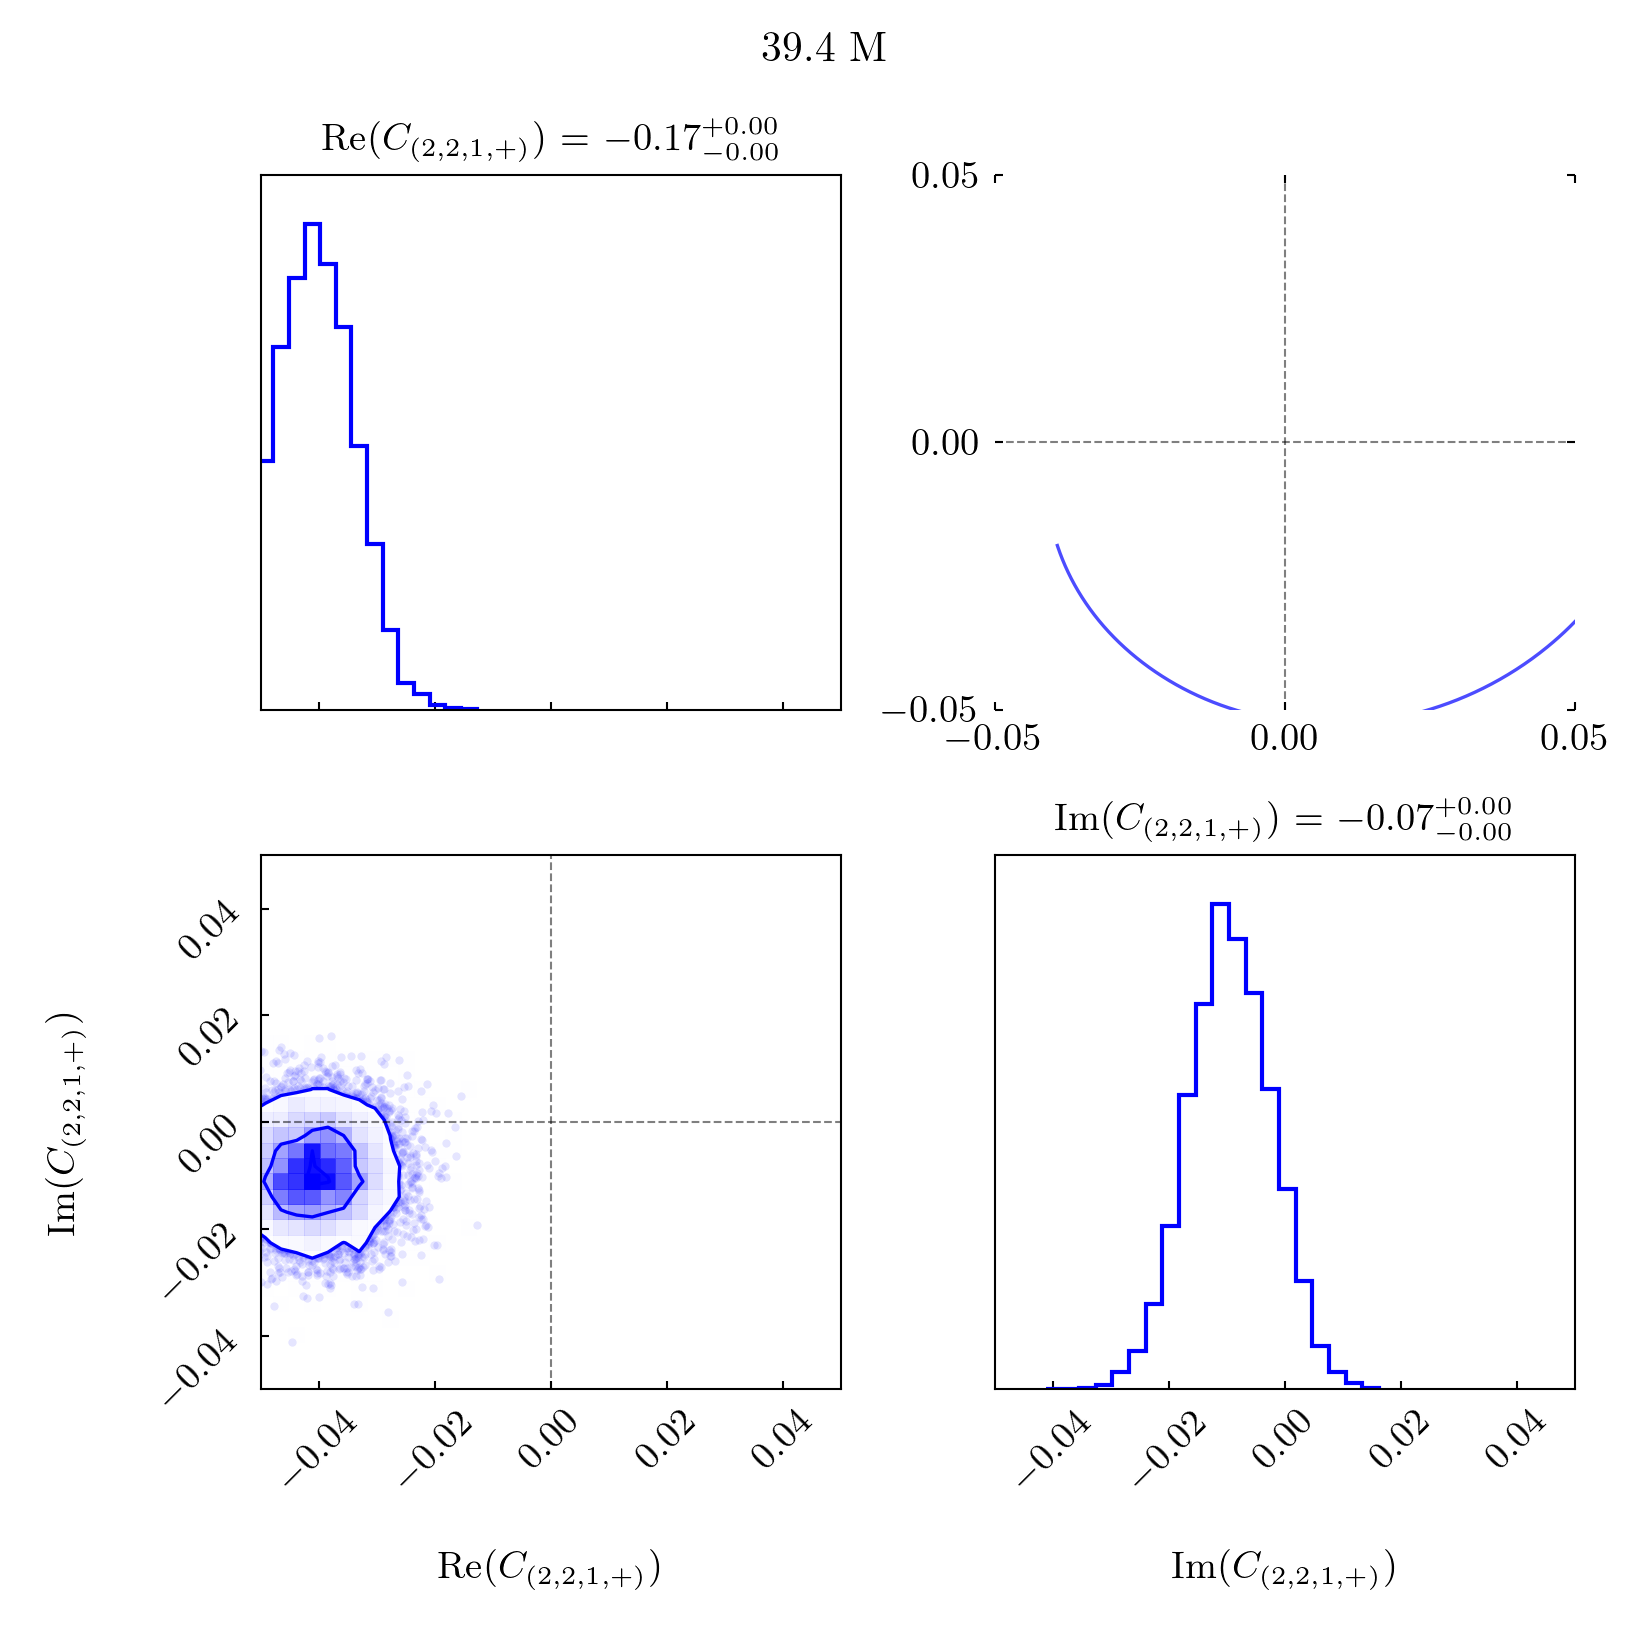 39.4 M
Re(C_{(2,2,1,+)}) = −0.17^{+0.00}_{−0.00}
0.05
0.00
−0.05
−0.05 0.00 0.05
Im(C_{(2,2,1,+)}) = −0.07^{+0.00}_{−0.00}
Im(C_{(2,2,1,+)})
0.04
0.02
0.00
−0.02
−0.04
−0.04 −0.02 0.00 0.02 0.04
−0.04 −0.02 0.00 0.02 0.04
Re(C_{(2,2,1,+)})
Im(C_{(2,2,1,+)})